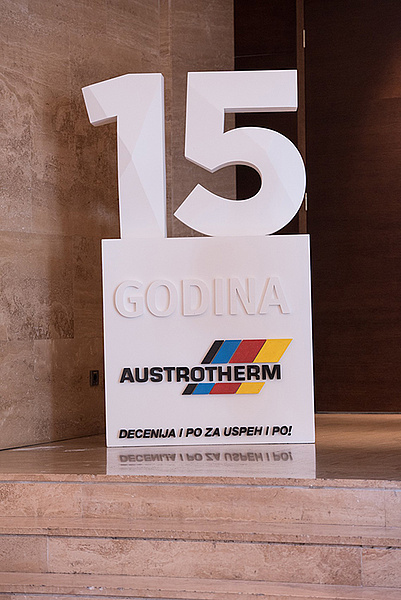 15
GODINA
AUSTROTHERM
DECENIJA I PO ZA USPEH I PO!